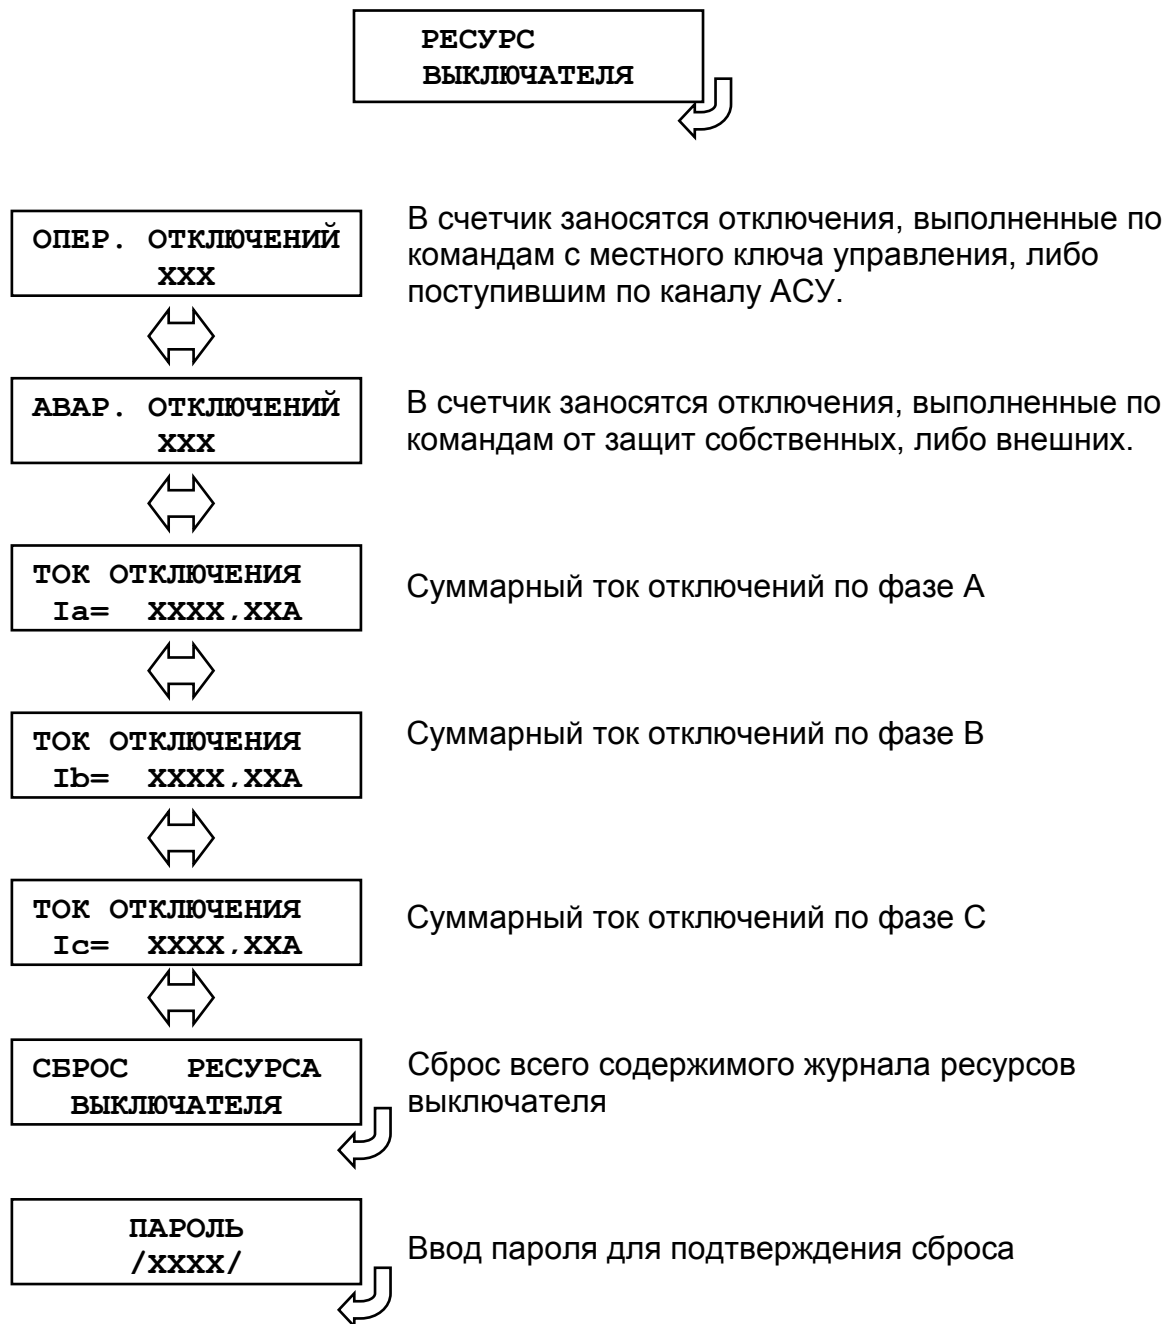 РЕСУРС
ВЫКЛЮЧАТЕЛЯ
ОПЕР. ОТКЛЮЧЕНИЙ
XXX
В счетчик заносятся отключения, выполненные по
командам с местного ключа управления, либо
поступившим по каналу АСУ.
АВАР. ОТКЛЮЧЕНИЙ
XXX
В счетчик заносятся отключения, выполненные по
командам от защит собственных, либо внешних.
ТОК ОТКЛЮЧЕНИЯ
Ia= XXXX,XXА
Суммарный ток отключений по фазе А
ТОК ОТКЛЮЧЕНИЯ
Ib= XXXX,XXА
Суммарный ток отключений по фазе В
ТОК ОТКЛЮЧЕНИЯ
Ic= XXXX,XXА
Суммарный ток отключений по фазе С
СБРОС РЕСУРСА
ВЫКЛЮЧАТЕЛЯ
Сброс всего содержимого журнала ресурсов
выключателя
ПАРОЛЬ
/XXXX/
Ввод пароля для подтверждения сброса